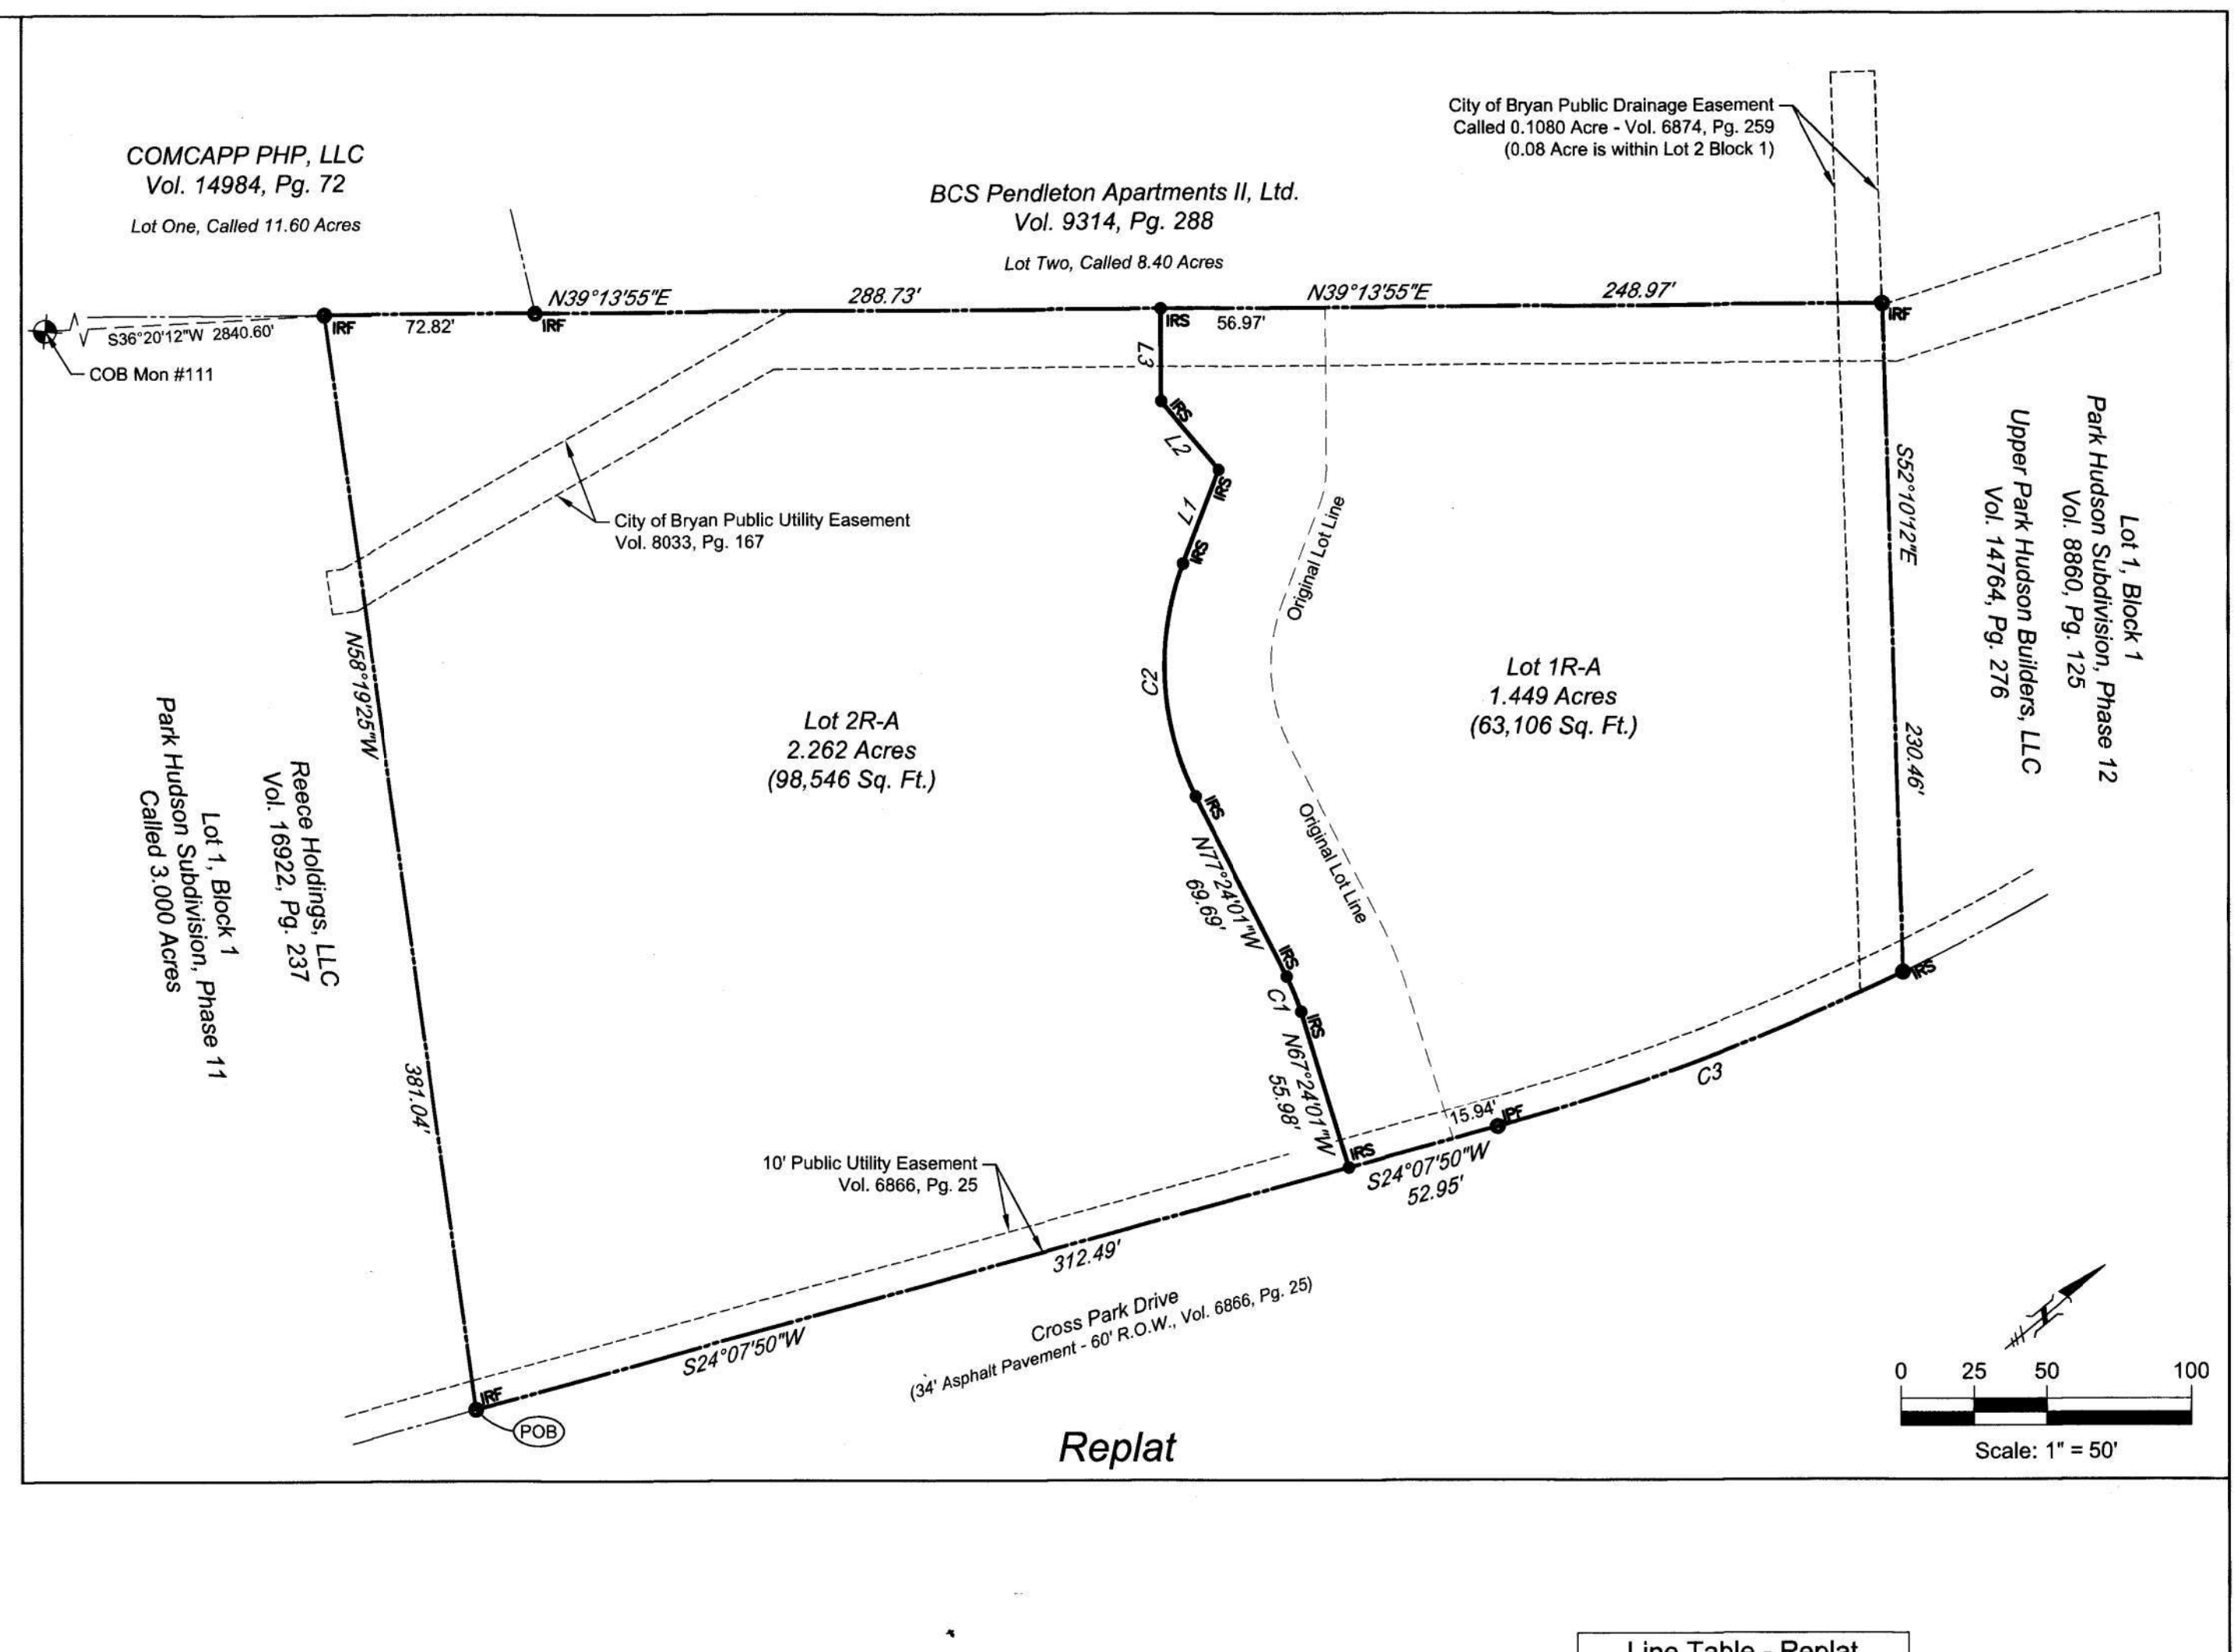 City of Bryan Public Drainage Easement
Called 0.1080 Acre - Vol. 6874, Pg. 259
(0.08 Acre is within Lot 2 Block 1)
COMCAPP PHP, LLC
Vol. 14984, Pg. 72
Lot One, Called 11.60 Acres
BCS Pendleton Apartments II, Ltd.
Vol. 9314, Pg. 288
Lot Two, Called 8.40 Acres
N39°13'55"E
288.73'
N39°13'55"E
248.97'
S36°20'12"W 2840.60'
IRF
72.82'
IRF
IRS
56.97'
IRF
COB Mon #111
L3
IRS
L2
IRS
L1
IRS
City of Bryan Public Utility Easement
Vol. 8033, Pg. 167
Original Lot Line
S52°10'12"E
230.46'
Lot 1, Block 1
Park Hudson Subdivision, Phase 12
Vol. 8860, Pg. 125
Upper Park Hudson Builders, LLC
Vol. 14764, Pg. 276
N58°19'25"W
381.04'
C2
Lot 1R-A
1.449 Acres
(63,106 Sq. Ft.)
Lot 2R-A
2.262 Acres
(98,546 Sq. Ft.)
Reece Holdings, LLC
Vol. 16922, Pg. 237
Lot 1, Block 1
Park Hudson Subdivision, Phase 11
Called 3.000 Acres
IRS
N77°24'01"W
69.69'
Original Lot Line
IRS
C1
IRS
N67°24'01"W
55.98'
IRS
C3
15.94'
IPF
IRS
S24°07'50"W
52.95'
10' Public Utility Easement
Vol. 6866, Pg. 25
312.49'
S24°07'50"W
Cross Park Drive
(34' Asphalt Pavement - 60' R.O.W., Vol. 6866, Pg. 25)
IRF
POB
N
0 25 50 100
Scale: 1" = 50'
Replat
Line Table - Replat